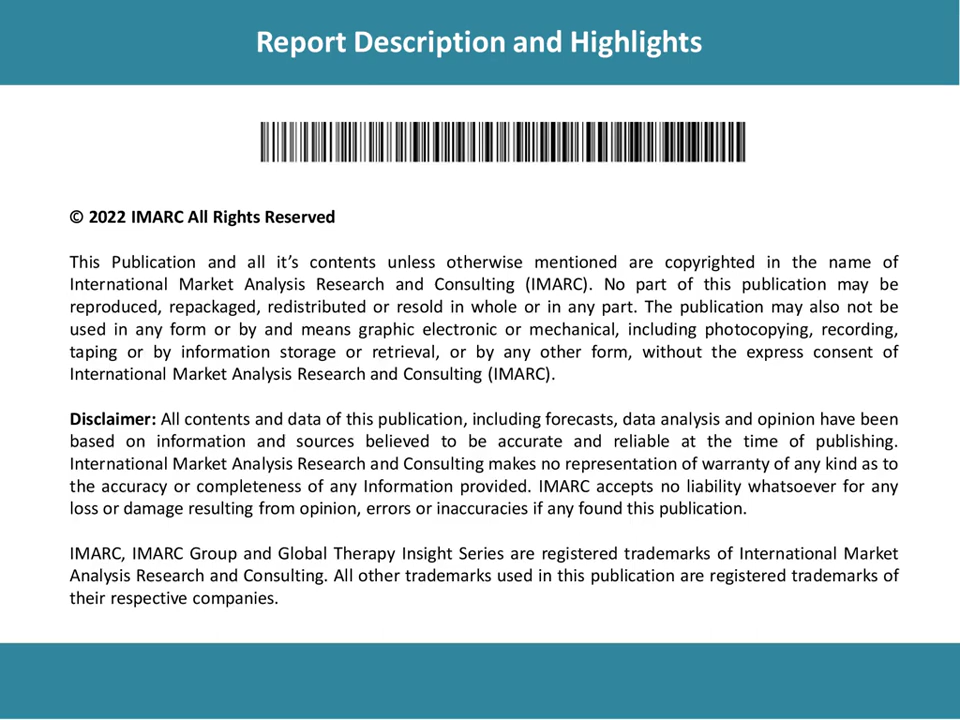 Report Description and Highlights
© 2022 IMARC All Rights Reserved
This Publication and all it’s contents unless otherwise mentioned are copyrighted in the name of
International Market Analysis Research and Consulting (IMARC). No part of this publication may be
reproduced, repackaged, redistributed or resold in whole or in any part. The publication may also not be
used in any form or by and means graphic electronic or mechanical, including photocopying, recording,
taping or by information storage or retrieval, or by any other form, without the express consent of
International Market Analysis Research and Consulting (IMARC).
Disclaimer: All contents and data of this publication, including forecasts, data analysis and opinion have been
based on information and sources believed to be accurate and reliable at the time of publishing.
International Market Analysis Research and Consulting makes no representation of warranty of any kind as to
the accuracy or completeness of any Information provided. IMARC accepts no liability whatsoever for any
loss or damage resulting from opinion, errors or inaccuracies if any found this publication.
IMARC, IMARC Group and Global Therapy Insight Series are registered trademarks of International Market
Analysis Research and Consulting. All other trademarks used in this publication are registered trademarks of
their respective companies.